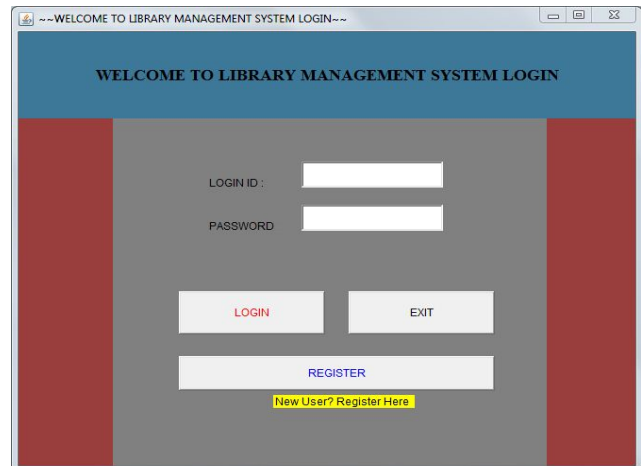 ~~WELCOME TO LIBRARY MANAGEMENT SYSTEM LOGIN~~
WELCOME TO LIBRARY MANAGEMENT SYSTEM LOGIN
LOGIN ID :
PASSWORD
LOGIN EXIT
REGISTER
New User? Register Here